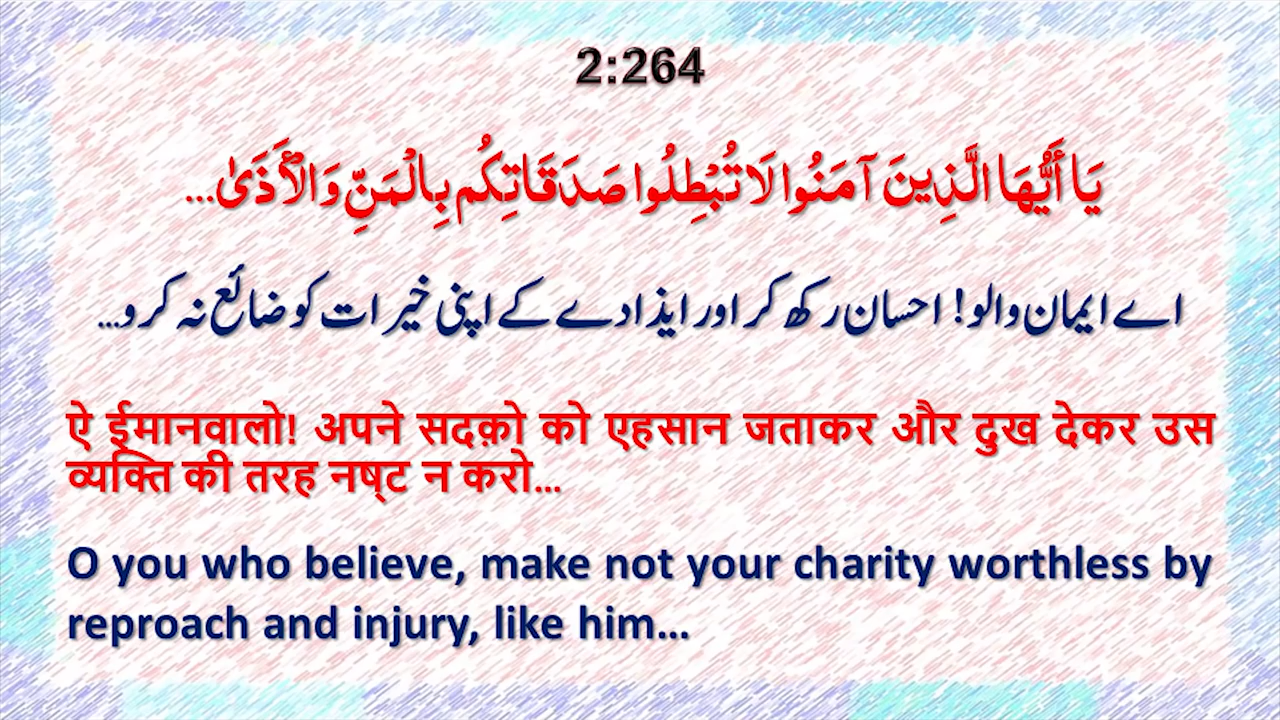 2:264
يَا أَيُّهَا الَّذِينَ آمَنُوا لَا تُبْطِلُوا صَدَقَاتِكُم بِالْمَنِّ وَالْأَذَىٰ...
اے ایمان والو! احسان رکھ کر اور ایذا دے کے اپنی خیرات کو ضائع نہ کرو...
ऐ ईमानवालो! अपने सदक़ो को एहसान जताकर और दुख देकर उस
व्यक्ति की तरह नष्ट न करो...
O you who believe, make not your charity worthless by
reproach and injury, like him...